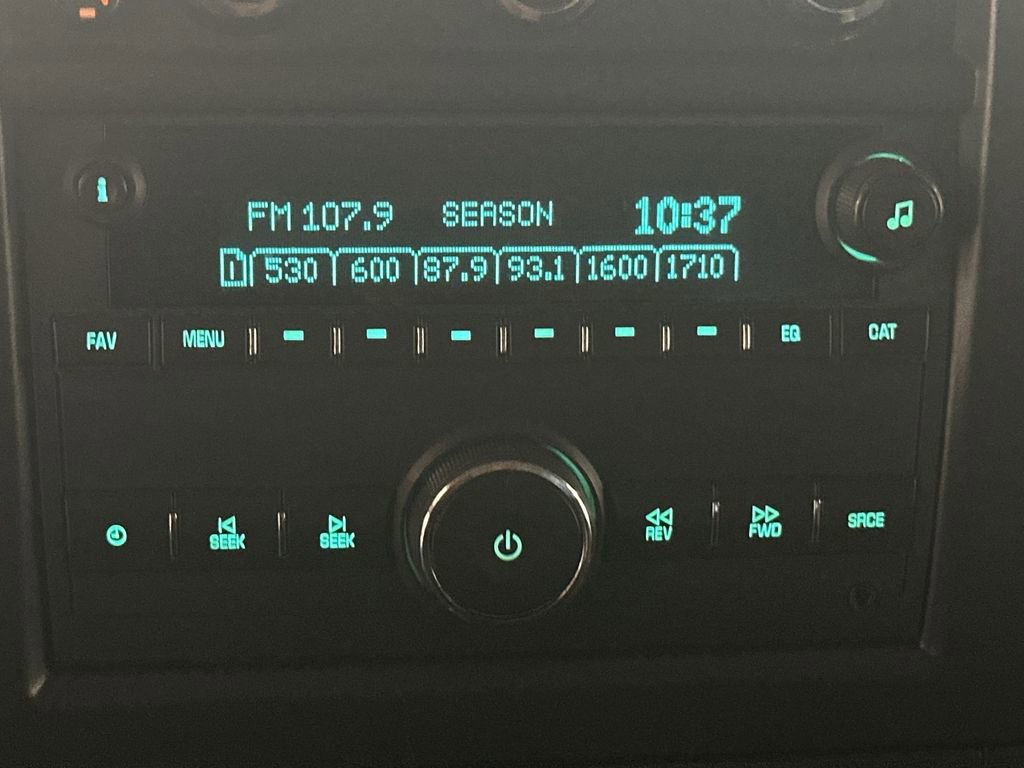 i
FM 107.9 SEASON 10:37
1 530 600 87.9 93.1 1600 1710
FAV MENU EQ CAT
SEEK SEEK REV FWD SRCE